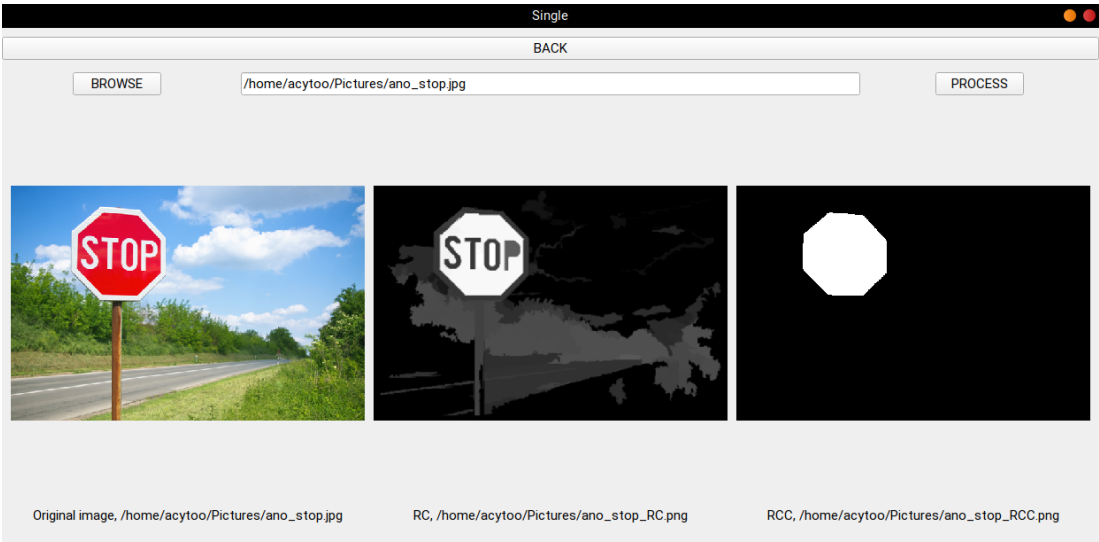 Single
BACK
BROWSE
/home/acytoo/Pictures/ano_stop.jpg
PROCESS
STOP
STOP
Original image, /home/acytoo/Pictures/ano_stop.jpg
RC, /home/acytoo/Pictures/ano_stop_RC.png
RCC, /home/acytoo/Pictures/ano_stop_RCC.png